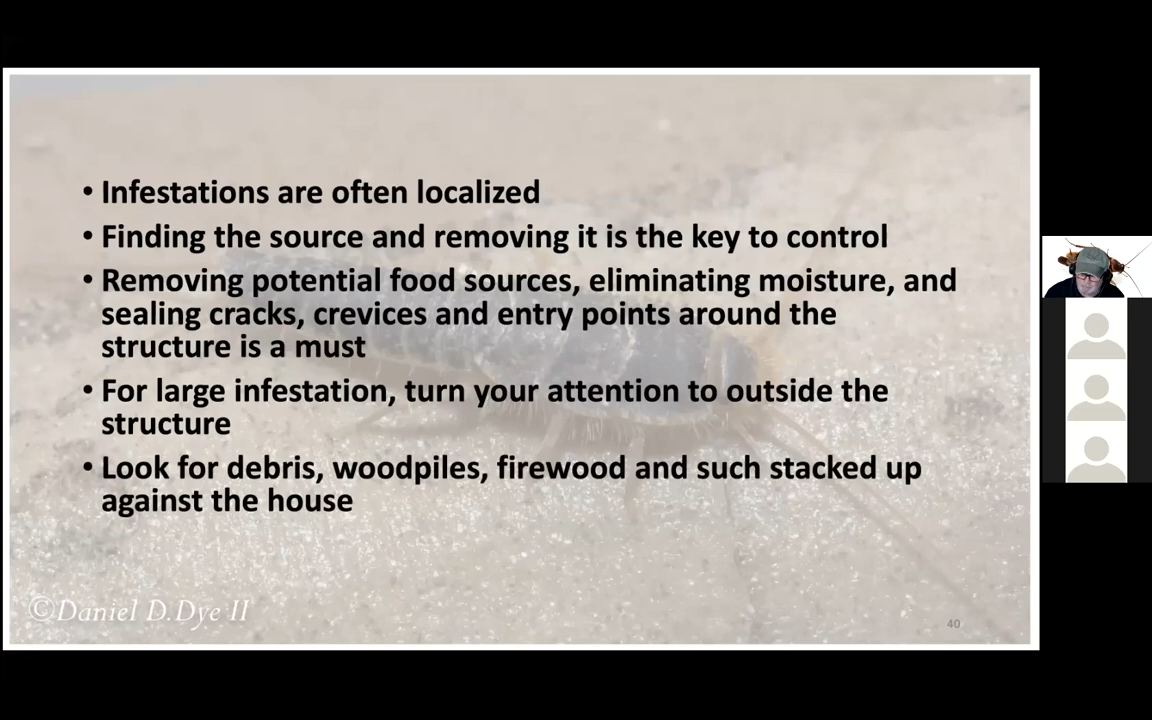 • Infestations are often localized
• Finding the source and removing it is the key to control
• Removing potential food sources, eliminating moisture, and
sealing cracks, crevices and entry points around the
structure is a must
• For large infestation, turn your attention to outside the
structure
• Look for debris, woodpiles, firewood and such stacked up
against the house
©Daniel D.Dye II
40